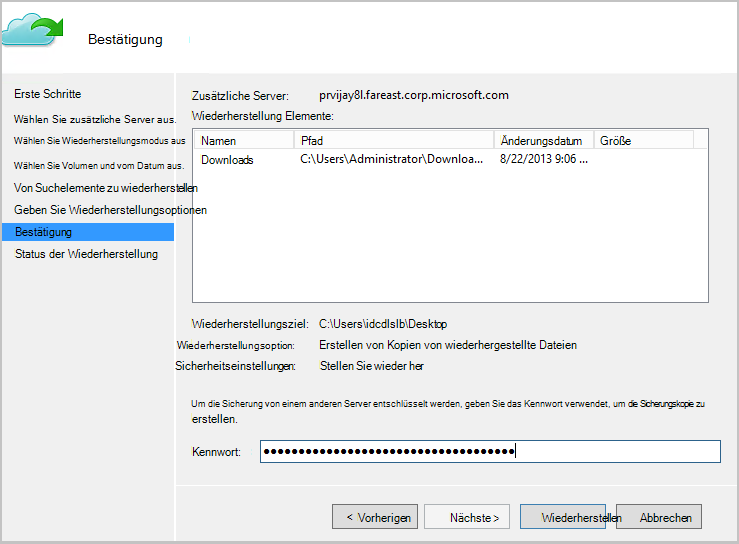 Bestätigung
Erste Schritte
Wählen Sie zusätzliche Server aus.
Wählen Sie Wiederherstellungsmodus aus
Wählen Sie Volumen und vom Datum aus.
Von Suchelemente zu wiederherstellen
Geben Sie Wiederherstellungsoptionen
Bestätigung
Status der Wiederherstellung
Zusätzliche Server: prvijay8l.fareast.corp.microsoft.com
Wiederherstellung Elemente:
Namen Pfad Änderungsdatum Größe
Downloads C:\Users\Administrator\Downloa... 8/22/2013 9:06 ...
Wiederherstellungsziel: C:\Users\idcdlslb\Desktop
Wiederherstellungsoption: Erstellen von Kopien von wiederhergestellte Dateien
Sicherheitseinstellungen: Stellen Sie wieder her
Um die Sicherung von einem anderen Server entschlüsselt werden, geben Sie das Kennwort verwendet, um die Sicherungskopie zu
erstellen.
Kennwort: ●●●●●●●●●●●●●●●●●●●●●●●●●●●●●●●●●●●●
< Vorherigen Nächste > Wiederherstellen Abbrechen